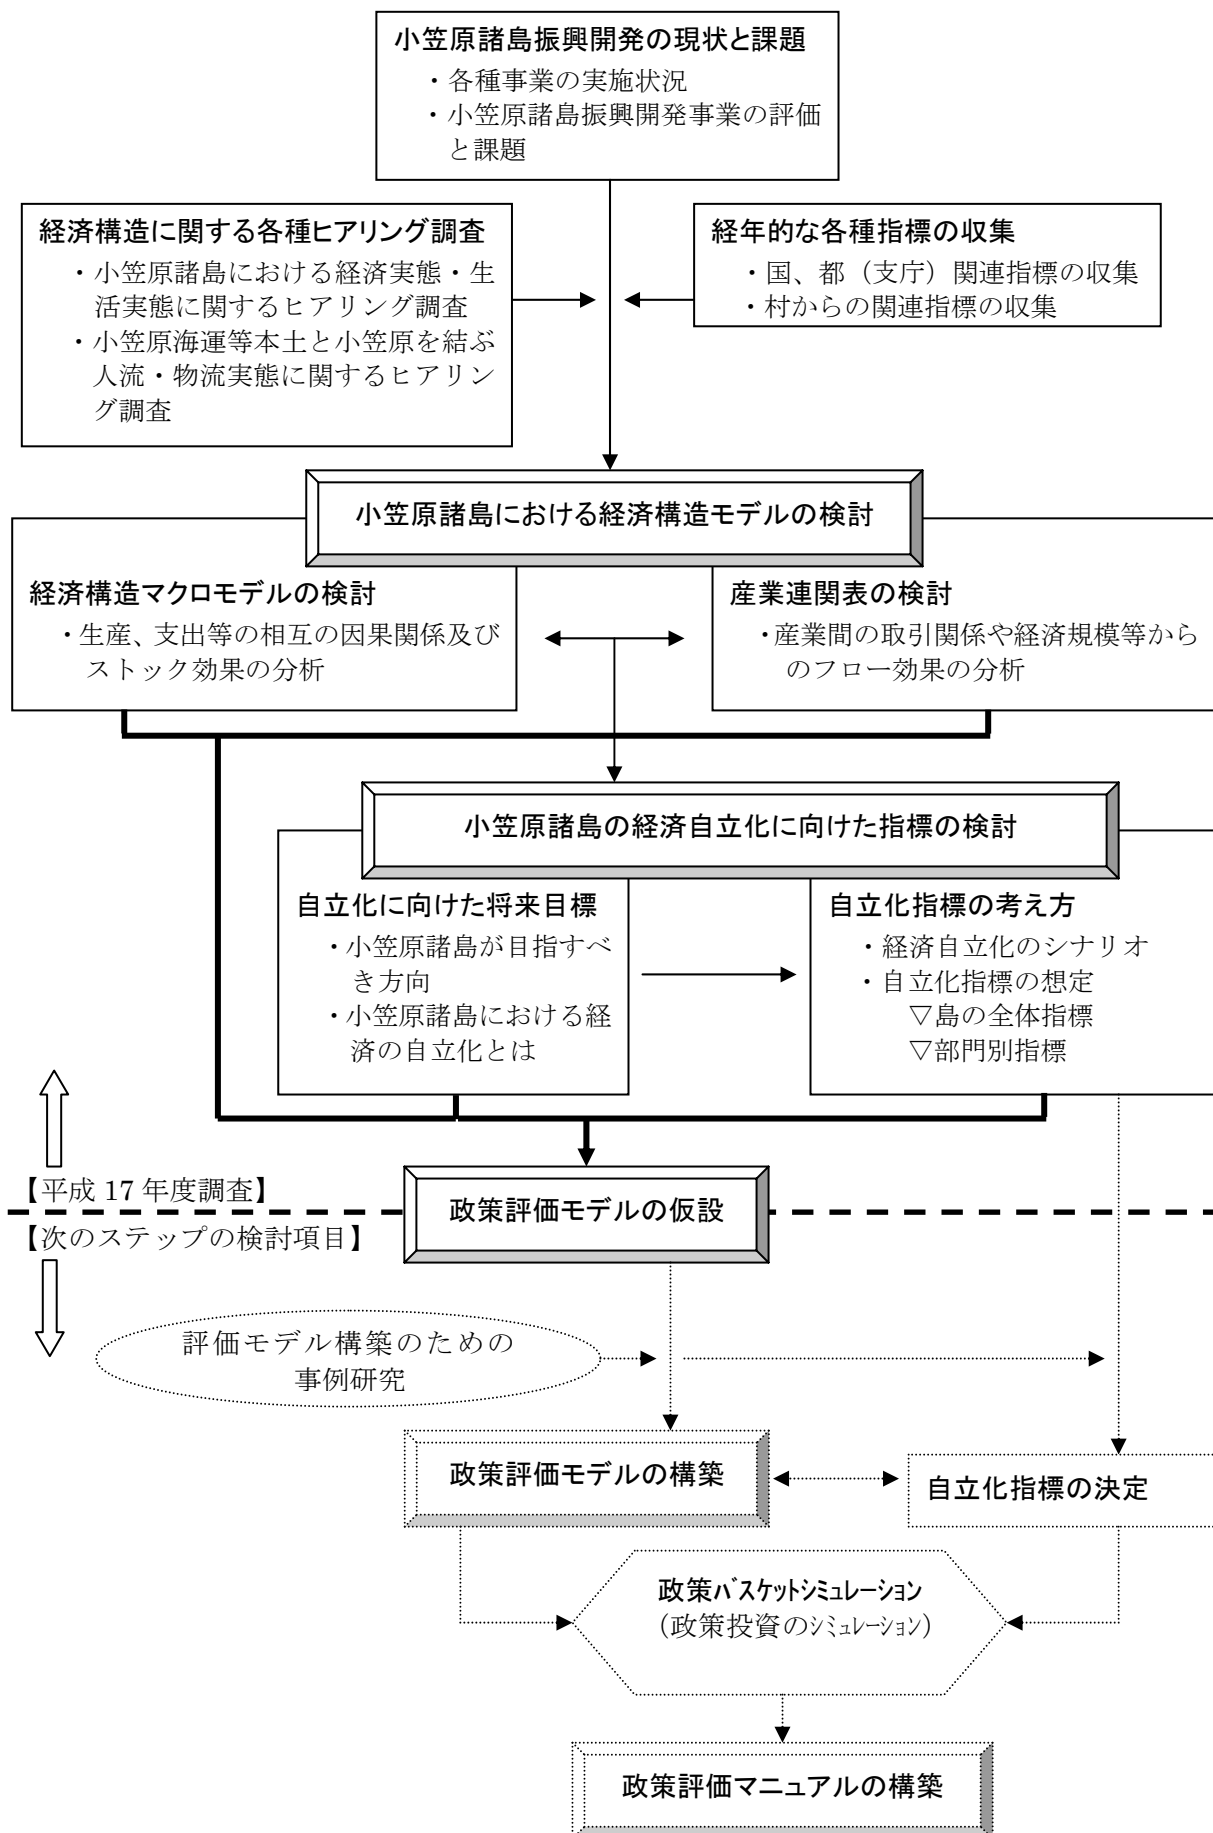 小笠原諸島振興開発の現状と課題
・各種事業の実施状況
・小笠原諸島振興開発事業の評価
と課題
経済構造に関する各種ヒアリング調査
・小笠原諸島における経済実態・生
活実態に関するヒアリング調査
・小笠原海運等本土と小笠原を結ぶ
人流・物流実態に関するヒアリン
グ調査
経年的な各種指標の収集
・国、都（支庁）関連指標の収集
・村からの関連指標の収集
小笠原諸島における経済構造モデルの検討
経済構造マクロモデルの検討
・生産、支出等の相互の因果関係及び
ストック効果の分析
産業連関表の検討
・産業間の取引関係や経済規模等から
のフロー効果の分析
小笠原諸島の経済自立化に向けた指標の検討
自立化に向けた将来目標
・小笠原諸島が目指すべ
き方向
・小笠原諸島における経
済の自立化とは
自立化指標の考え方
・経済自立化のシナリオ
・自立化指標の想定
▽島の全体指標
▽部門別指標
【平成 17 年度調査】
政策評価モデルの仮設
【次のステップの検討項目】
評価モデル構築のための
事例研究
政策評価モデルの構築
自立化指標の決定
政策ﾊﾞｽｹｯﾄｼﾐｭﾚｰｼｮﾝ
（政策投資のｼﾐｭﾚｰｼｮﾝ）
政策評価マニュアルの構築